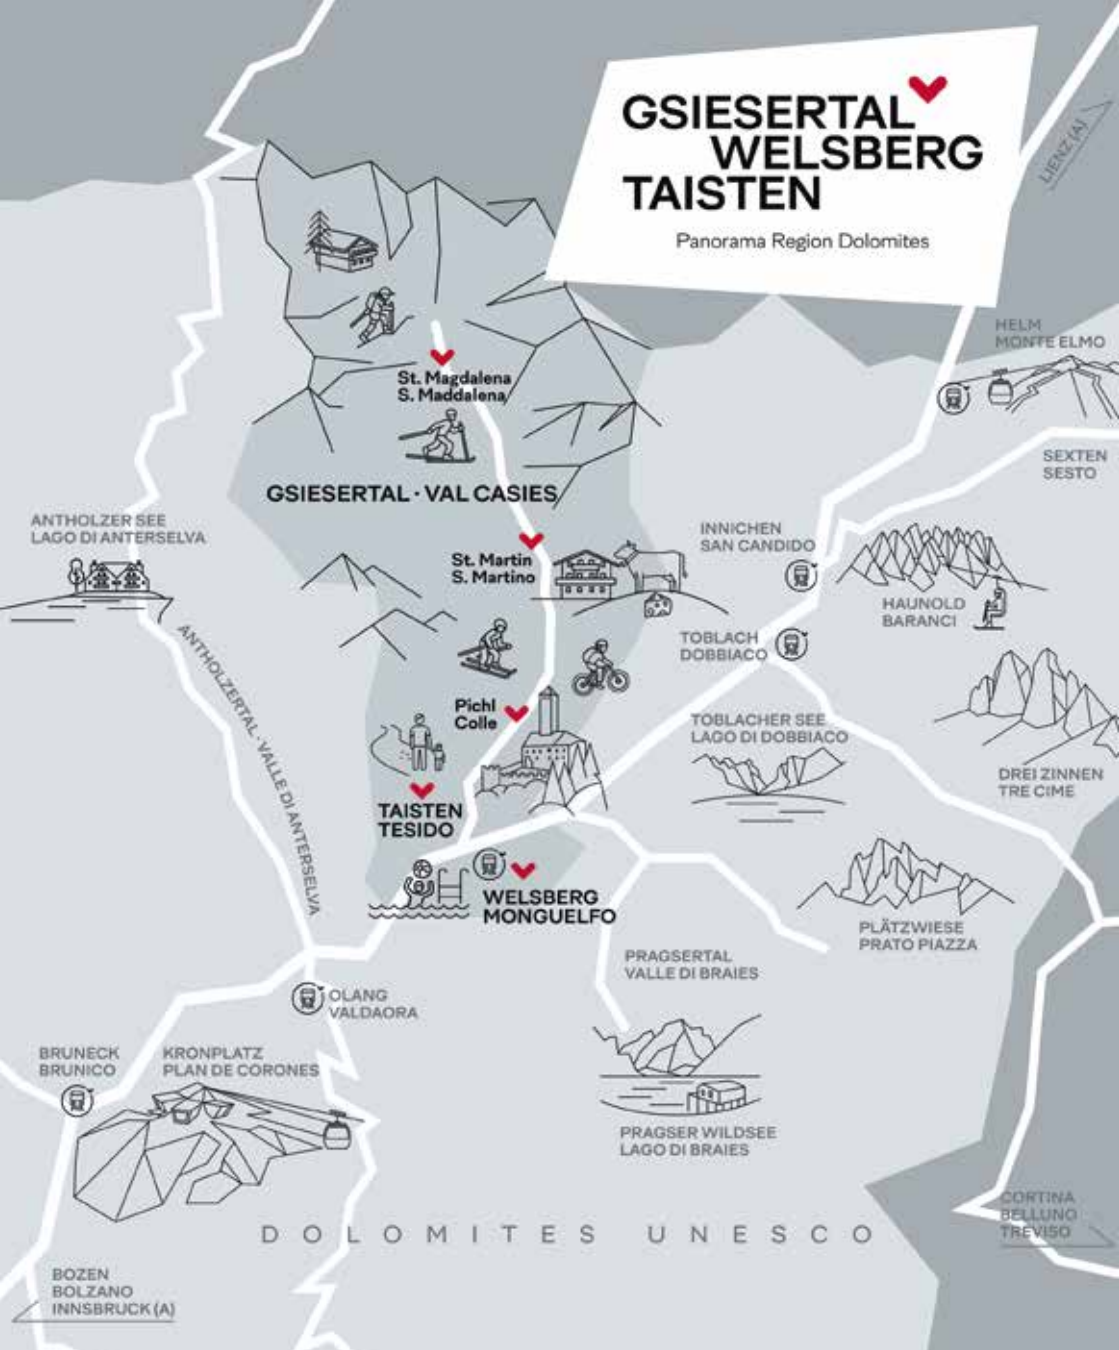 GSIESERTAL
WELSBERG
TAISTEN
Panorama Region Dolomites
LIENZ (A)
HELM
MONTE ELMO
St. Magdalena
S. Maddalena
SEXTEN
SESTO
GSIESERTAL · VAL CASIES
ANTHOLZER SEE
LAGO DI ANTERSELVA
INNICHEN
SAN CANDIDO
St. Martin
S. Martino
HAUNOLD
BARANCI
ANTHOLZERTAL · VALLE DI ANTERSELVA
TOBLACH
DOBBIACO
Pichl
Colle
TOBLACHER SEE
LAGO DI DOBBIACO
DREI ZINNEN
TRE CIME
TAISTEN
TESIDO
WELSBERG
MONGUELFO
PLÄTZWIESE
PRATO PIAZZA
PRAGSERTAL
VALLE DI BRAIES
OLANG
VALDAORA
BRUNECK
BRUNICO
KRONPLATZ
PLAN DE CORONES
PRAGSER WILDSEE
LAGO DI BRAIES
CORTINA
BELLUNO
TREVISO
DOLOMITES UNESCO
BOZEN
BOLZANO
INNSBRUCK (A)